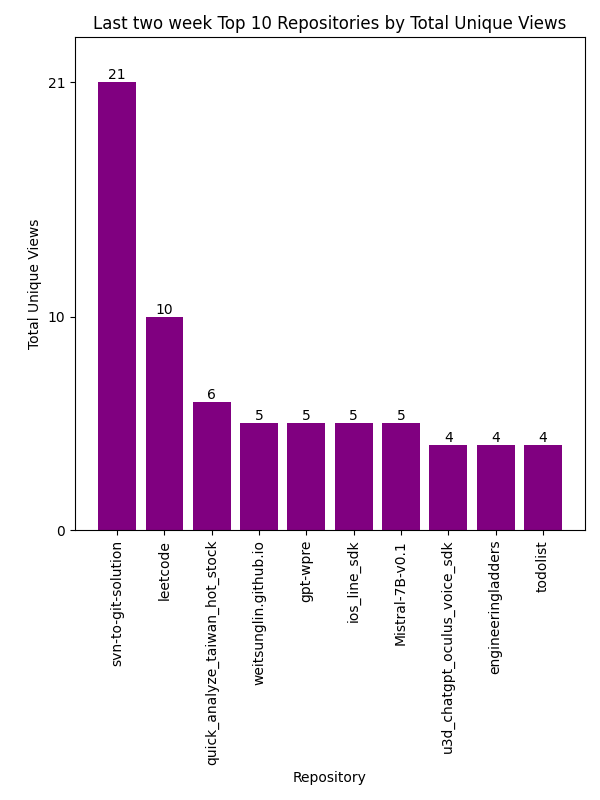 Last two week Top 10 Repositories by Total Unique Views
Total Unique Views
21
10
0
21
10
6
5
5
5
5
4
4
4
svn-to-git-solution
leetcode
quick_analyze_taiwan_hot_stock
weitsunglin.github.io
gpt-wpre
ios_line_sdk
Mistral-7B-v0.1
u3d_chatgpt_oculus_voice_sdk
engineeringladders
todolist
Repository